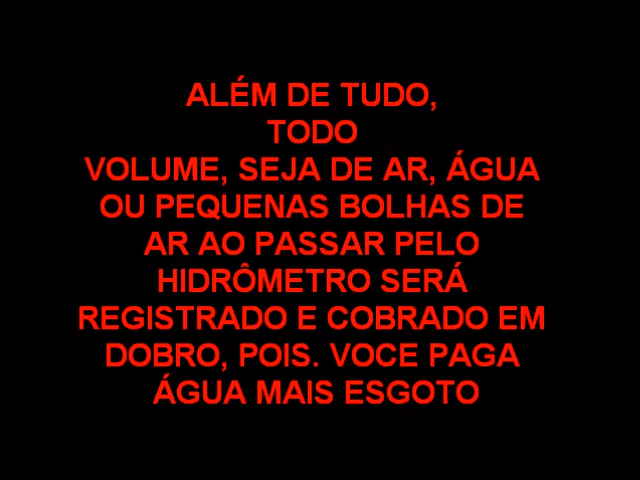 ALÉM DE TUDO,
TODO
VOLUME, SEJA DE AR, ÁGUA
OU PEQUENAS BOLHAS DE
AR AO PASSAR PELO
HIDRÔMETRO SERÁ
REGISTRADO E COBRADO EM
DOBRO, POIS. VOCE PAGA
ÁGUA MAIS ESGOTO